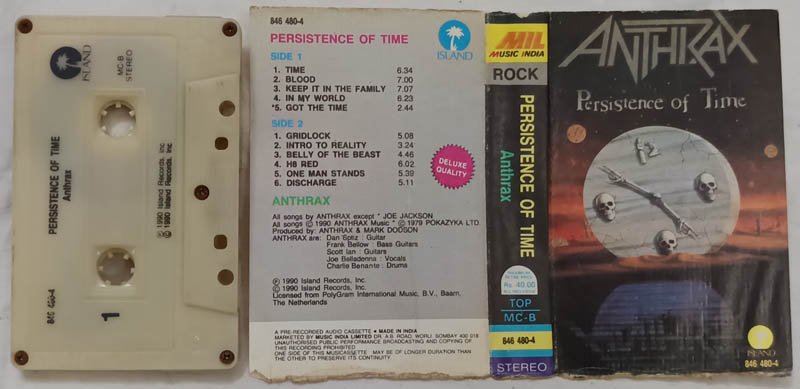 ISLAND
MC-B
STEREO
PERSISTENCE OF TIME
Anthrax
℗ 1990 Island Records, Inc.
© 1990 Island Records, Inc.
846 480-4
1
846 480-4
PERSISTENCE OF TIME
ISLAND
SIDE 1
1. TIME 6.34
2. BLOOD 7.00
3. KEEP IT IN THE FAMILY 7.07
4. IN MY WORLD 6.23
*5. GOT THE TIME 2.44
SIDE 2
1. GRIDLOCK 5.08
2. INTRO TO REALITY 3.24
3. BELLY OF THE BEAST 4.46
4. H8 RED 6.02
5. ONE MAN STANDS 5.39
6. DISCHARGE 5.11
DELUXE
QUALITY
ANTHRAX
All songs by ANTHRAX except * JOE JACKSON
All songs © 1990 ANTHRAX Music * © 1979 POKAZYKA LTD.
Produced by: ANTHRAX & MARK DODSON
ANTHRAX are: Dan Spitz : Guitar
Frank Bellow : Bass Guitars
Scott Ian : Guitars
Joe Belladenna : Vocals
Charlie Benante : Drums
℗ 1990 Island Records, Inc.
© 1990 Island Records, Inc.
Licensed from PolyGram International Music, B.V., Baarn,
The Netherlands
A PRE-RECORDED AUDIO CASSETTE ● MADE IN INDIA
MARKETED BY MUSIC INDIA LIMITED DR. A.B. ROAD, WORLI, BOMBAY 400 018
UNAUTHORISED PUBLIC PERFORMANCE BROADCASTING AND COPYING OF
THIS RECORDING PROHIBITED
ONE SIDE OF THIS MUSICASSETTE MAY BE OF LONGER DURATION THAN
THE OTHER TO PRESERVE ITS CONTINUITY
MIL
MUSIC INDIA
ROCK
PERSISTENCE OF TIME
Anthrax
MAXIMUM
RETAIL PRICE
Rs. 40.00
TOP
MC-B
846 480-4
STEREO
ANTHRAX
Persistence of Time
12
ISLAND
846 480-4